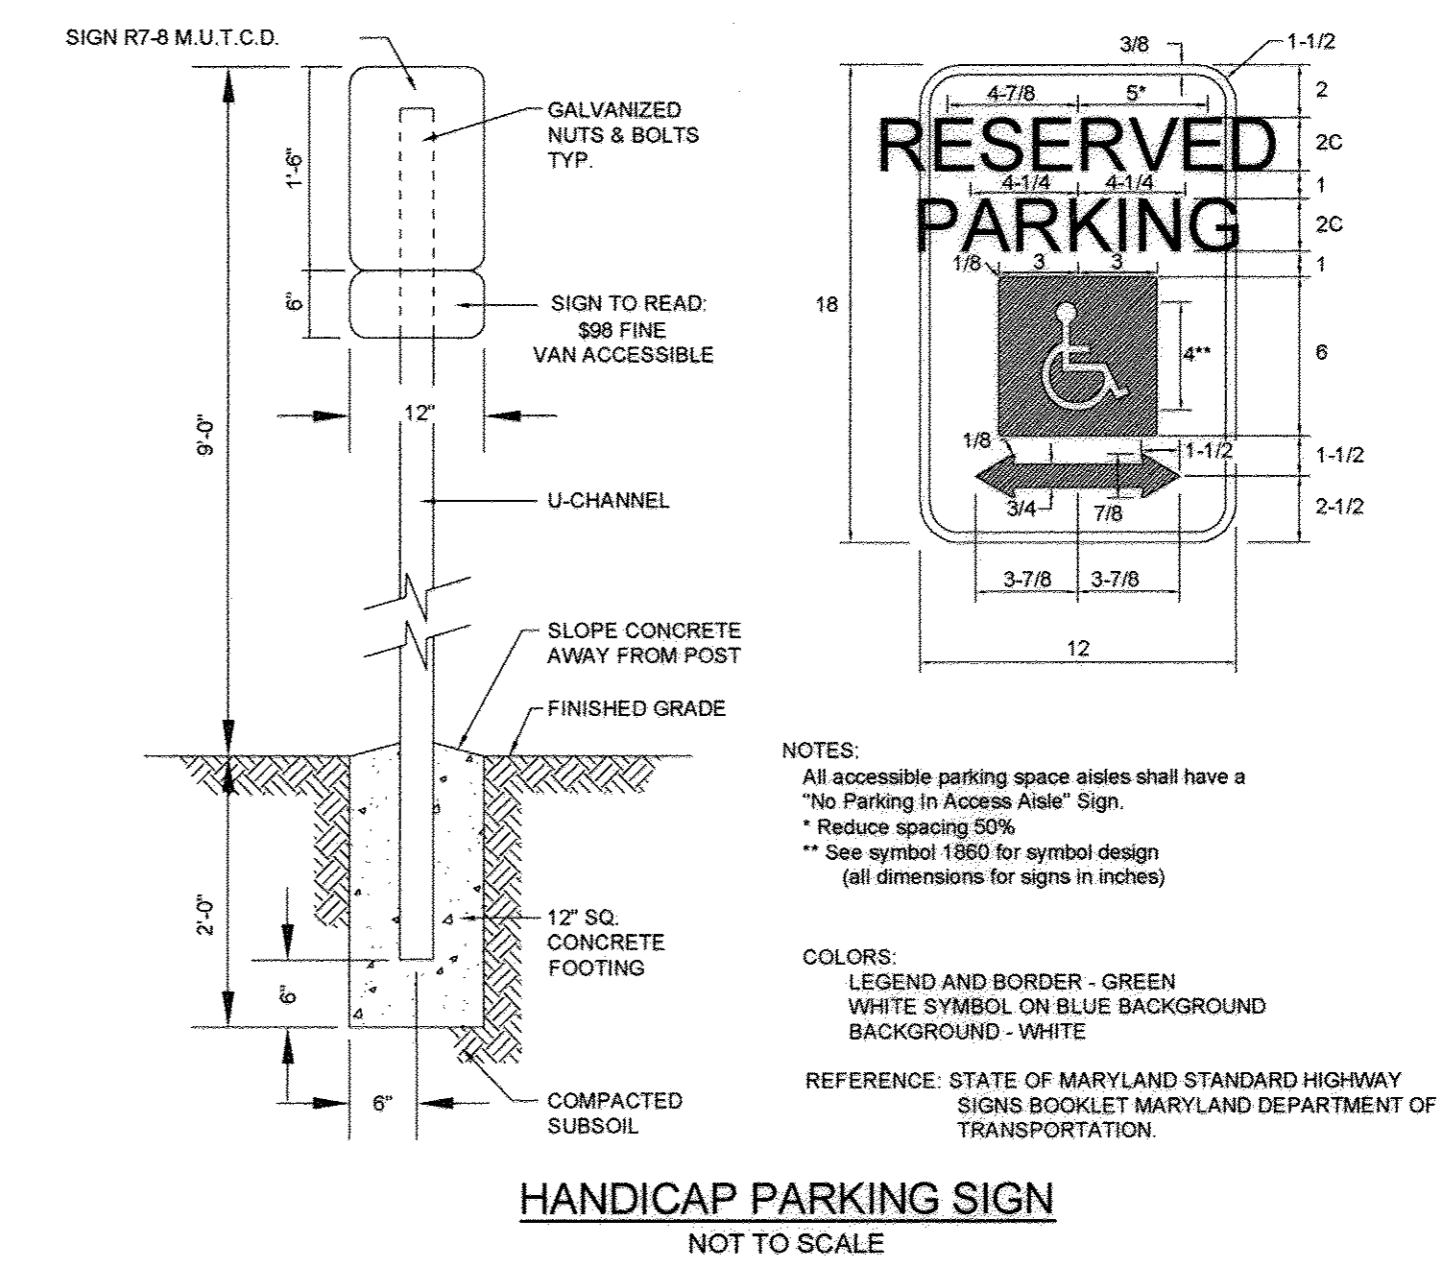 SIGN R7-8 M.U.T.C.D.
GALVANIZED
NUTS & BOLTS
TYP.
1'-6"
6"
SIGN TO READ:
$98 FINE
VAN ACCESSIBLE
12"
9'-0"
U-CHANNEL
SLOPE CONCRETE
AWAY FROM POST
FINISHED GRADE
2'-0"
12" SQ.
CONCRETE
FOOTING
6"
6"
COMPACTED
SUBSOIL
3/8
1-1/2
4-7/8
5*
2
RESERVED
2C
4-1/4
4-1/4
1
PARKING
2C
1/8
3
3
1
18
4**
6
1/8
1-1/2
1-1/2
3/4
7/8
2-1/2
3-7/8
3-7/8
12
NOTES:
All accessible parking space aisles shall have a
"No Parking In Access Aisle" Sign.
* Reduce spacing 50%
** See symbol 1860 for symbol design
(all dimensions for signs in inches)
COLORS:
LEGEND AND BORDER - GREEN
WHITE SYMBOL ON BLUE BACKGROUND
BACKGROUND - WHITE
REFERENCE: STATE OF MARYLAND STANDARD HIGHWAY
SIGNS BOOKLET MARYLAND DEPARTMENT OF
TRANSPORTATION.
HANDICAP PARKING SIGN
NOT TO SCALE